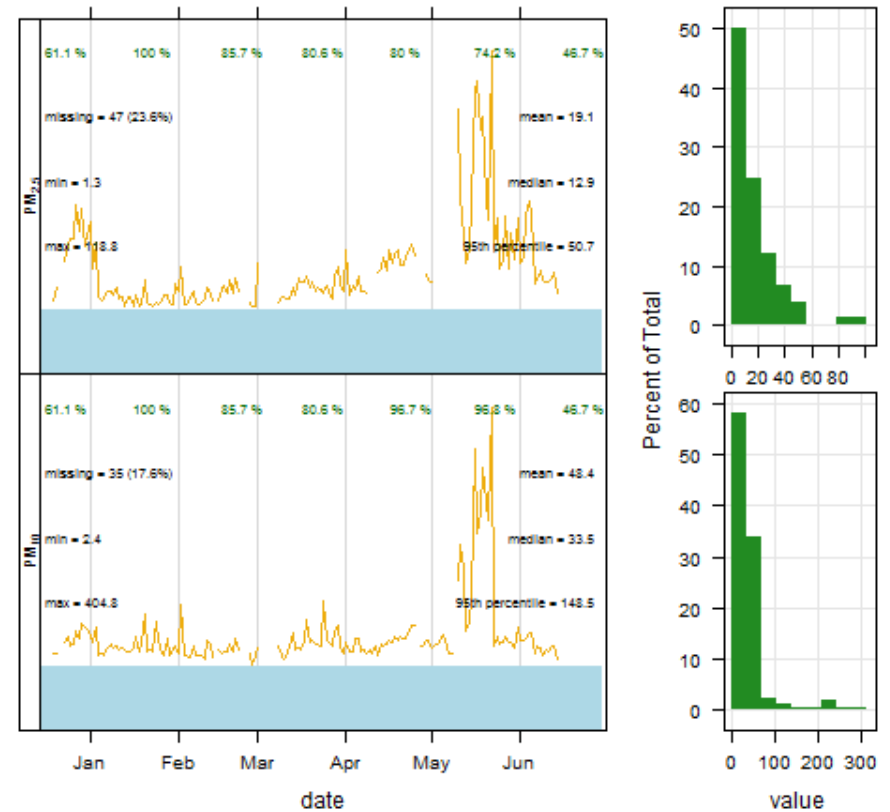 61.1 % 100 % 85.7 % 80.6 % 80 % 74.2 % 46.7 %
missing = 47 (23.6%) mean = 19.1
min = 1.3 median = 12.9
max = 118.8 95th percentile = 50.7
PM2.5
50
40
30
20
10
0
0 20 40 60 80
Percent of Total
61.1 % 100 % 85.7 % 80.6 % 96.7 % 96.8 % 46.7 %
missing = 35 (17.6%) mean = 48.4
min = 2.4 median = 33.5
max = 404.8 95th percentile = 148.5
PM10
60
50
40
30
20
10
0
Jan Feb Mar Apr May Jun
0 100 200 300
date
value